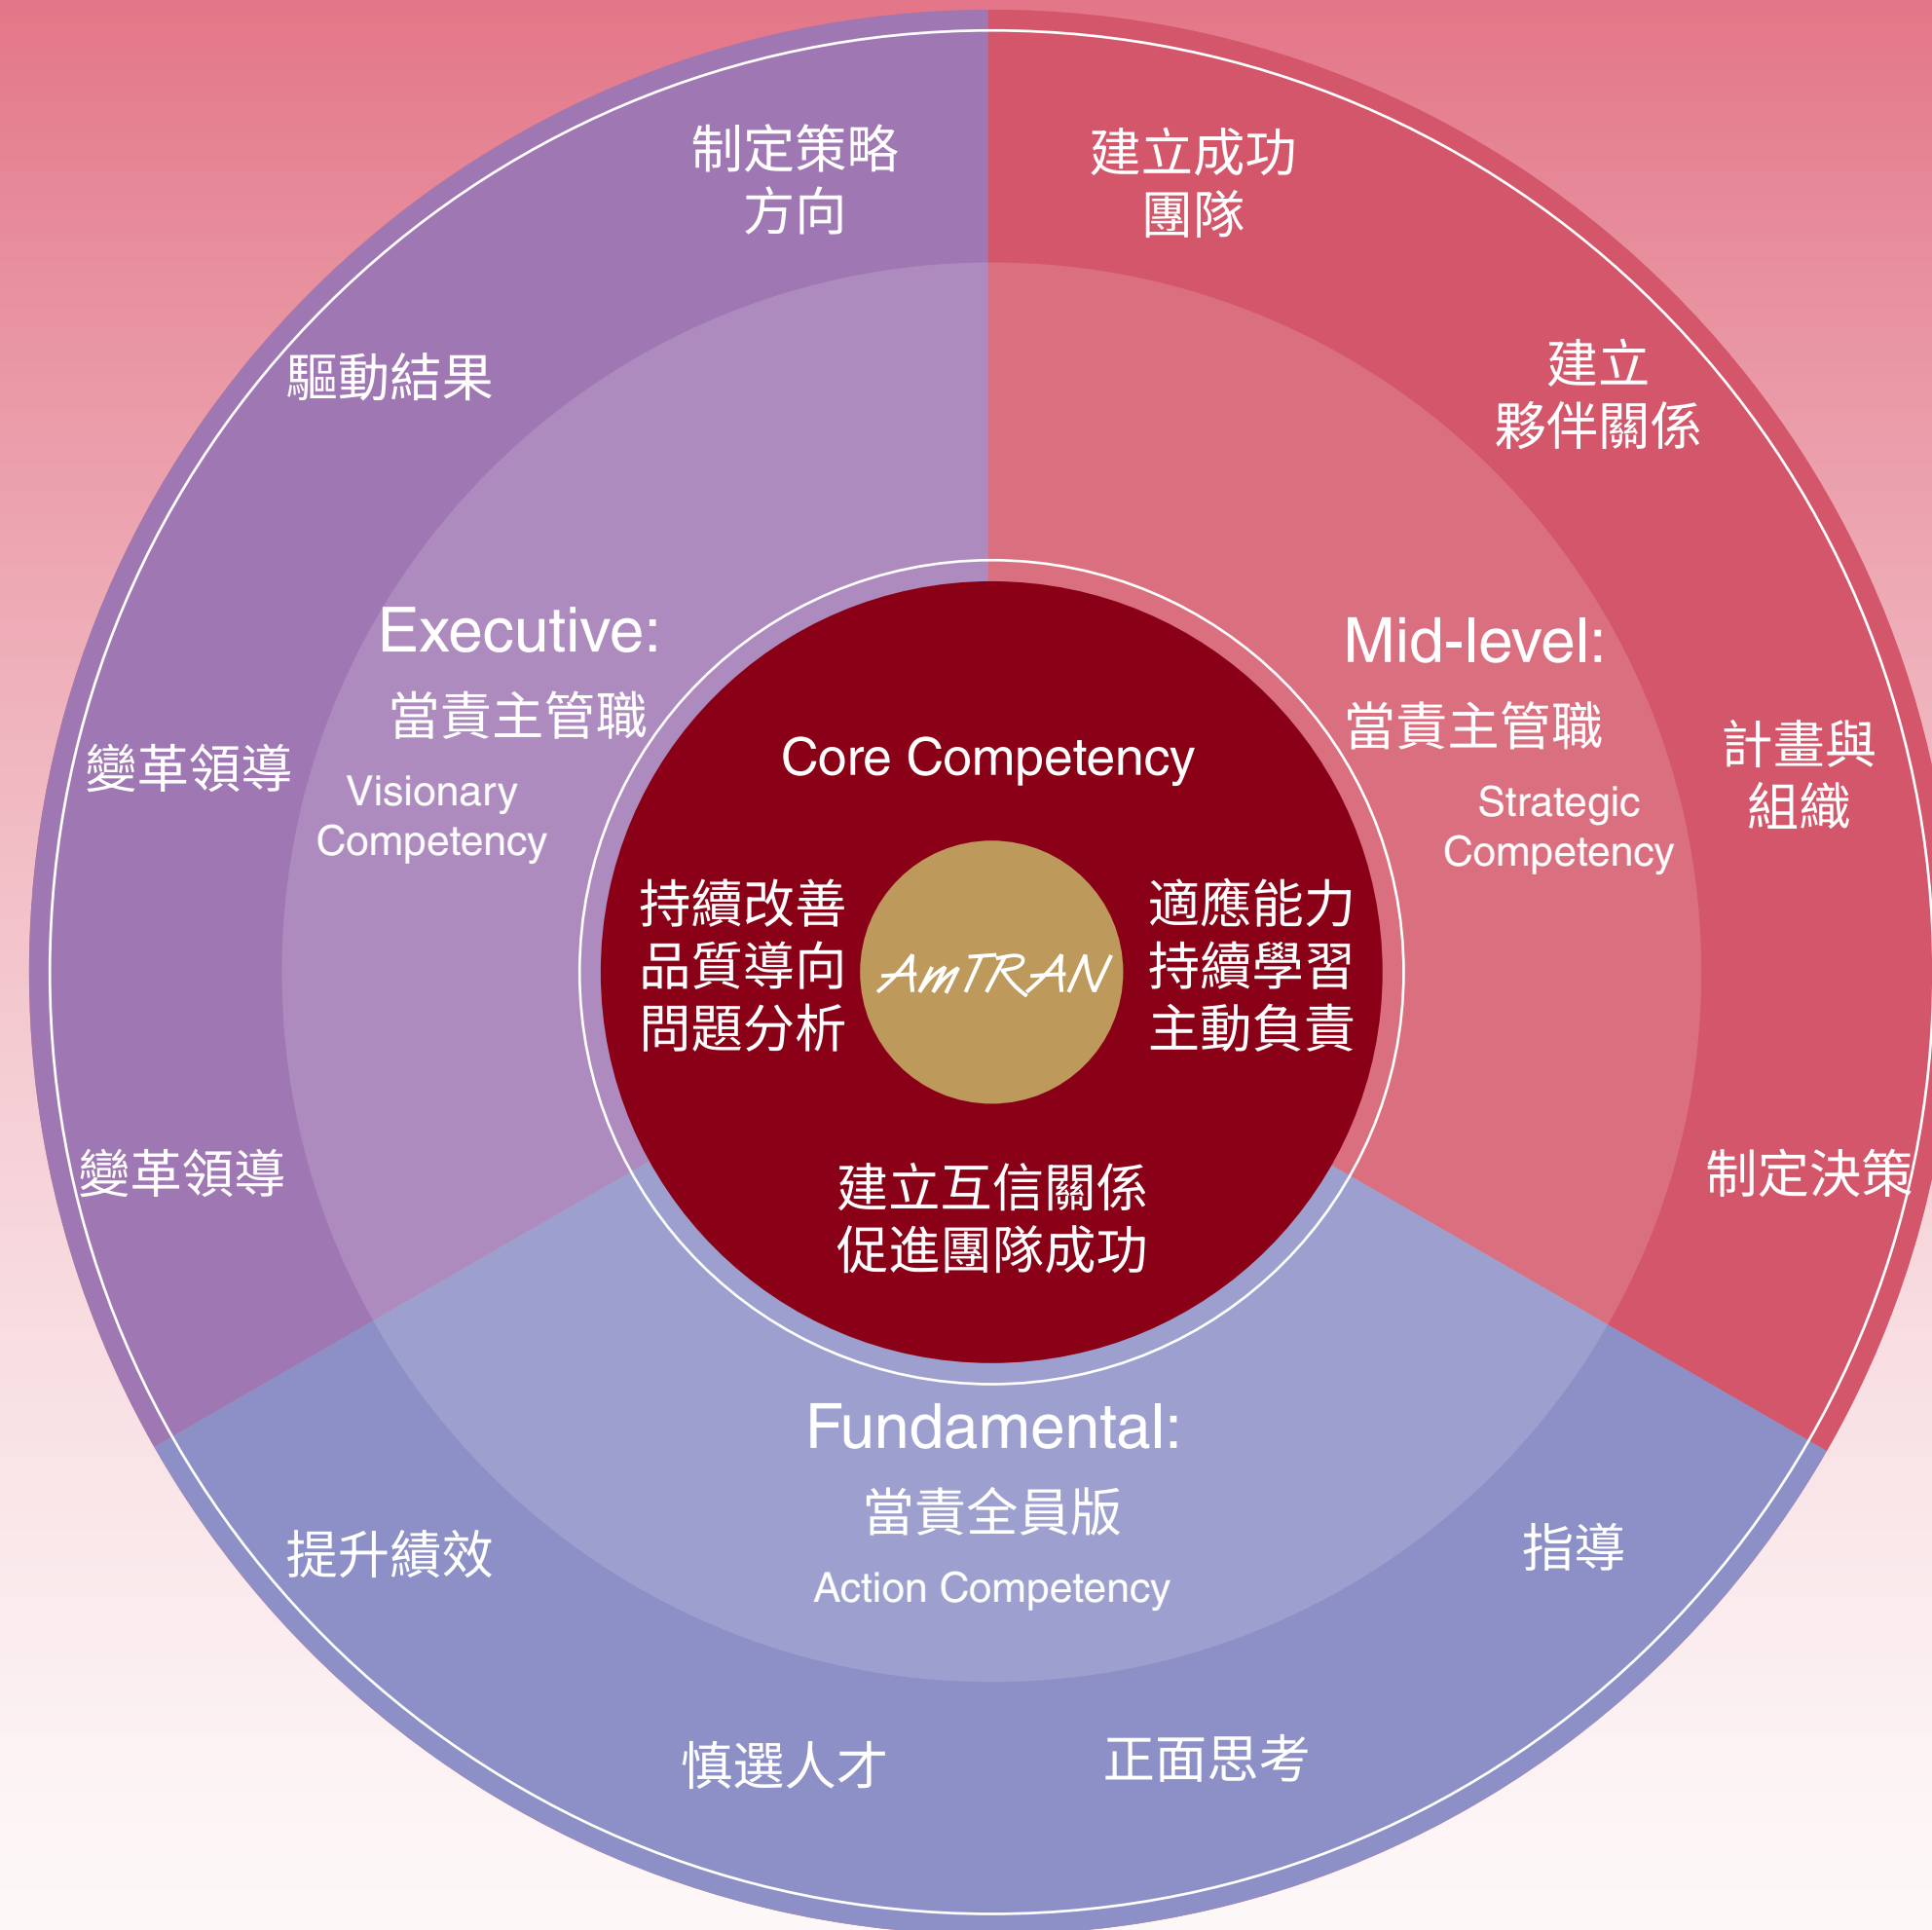 制定策略
方向
建立成功
團隊
驅動結果
建立
夥伴關係
Executive:
當責主管職
Visionary
Competency
Mid-level:
當責主管職
Strategic
Competency
變革領導
計畫與
組織
Core Competency
持續改善
品質導向
問題分析
AmTRAN
適應能力
持續學習
主動負責
建立互信關係
促進團隊成功
變革領導
制定決策
Fundamental:
當責全員版
Action Competency
提升績效
指導
慎選人才
正面思考